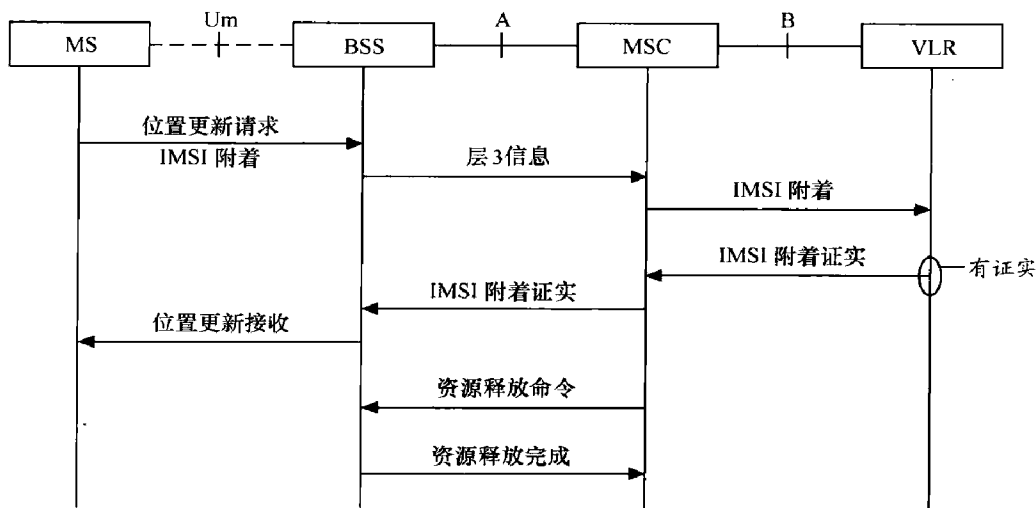 Um
A
B
MS
BSS
MSC
VLR
位置更新请求
IMSI 附着
层3信息
IMSI 附着
IMSI 附着证实
有证实
IMSI 附着证实
位置更新接收
资源释放命令
资源释放完成